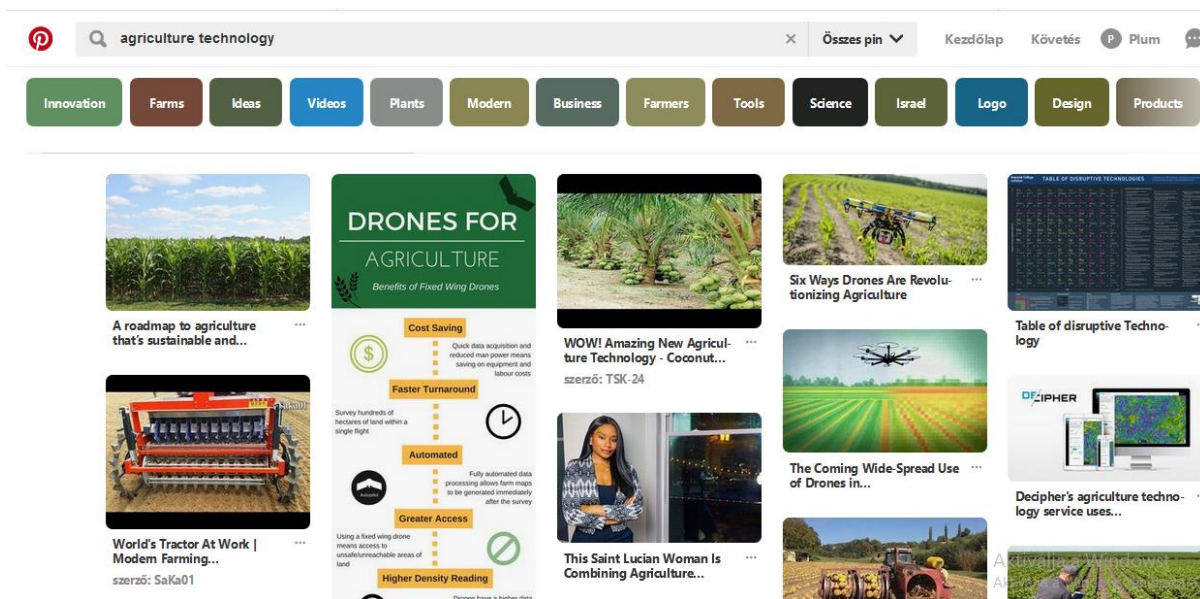 agriculture technology
Összes pin
Kezdőlap
Követés
P
Plum
Innovation
Farms
Ideas
Videos
Plants
Modern
Business
Farmers
Tools
Science
Israel
Logo
Design
Products
A roadmap to agriculture
that's sustainable and...
World's Tractor At Work |
Modern Farming...
szerző: SaKa01
DRONES FOR
AGRICULTURE
Benefits of Fixed Wing Drones
Cost Saving
Quick data acquisition and
reduced man power means
saving on equipment and
labour costs
Faster Turnaround
Survey hundreds of
hectares of land within a
single flight
Automated
Fully automated data
processing allows farm maps
to be generated immediately
after the survey
Greater Access
Using a fixed wing drone
means access to
unsafe/unreachable areas of
land
Higher Density Reading
Drones have a higher data
WOW! Amazing New Agricul-
ture Technology - Coconut...
szerző: TSK-24
This Saint Lucian Woman Is
Combining Agriculture...
Six Ways Drones Are Revolu-
tionizing Agriculture
The Coming Wide-Spread Use
of Drones in...
TABLE OF DISRUPTIVE TECHNOLOGIES
Table of disruptive Techno-
logy
DECIPHER
Decipher's agriculture techno-
logy service uses...